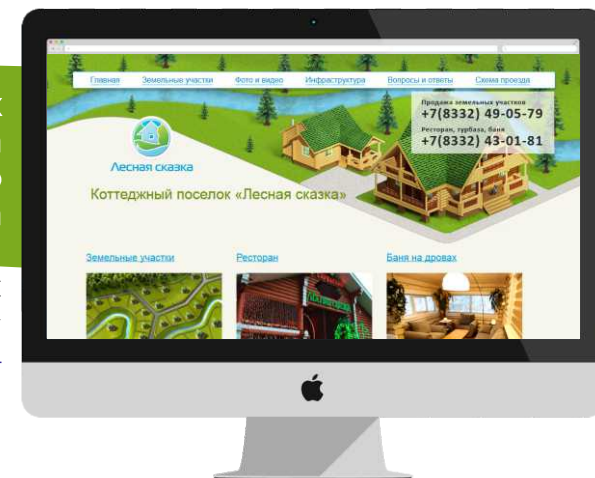 Главная Земельные участки Фото и видео Инфраструктура Вопросы и ответы Схема проезда
Продажа земельных участков
+7(8332) 49-05-79
Ресторан, турбаза, баня
+7(8332) 43-01-81
Лесная сказка
Коттеджный поселок «Лесная сказка»
Земельные участки Ресторан Баня на дровах